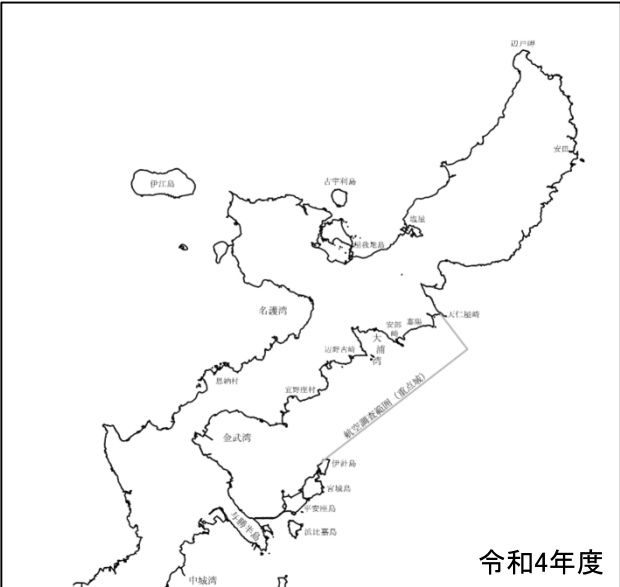 辺戸岬
安田
伊江島
古宇利島
塩屋
屋我地島
名護湾
天仁屋崎
嘉陽
安部崎
大浦湾
辺野古崎
恩納村
宜野座村
航空調査範囲（重点域）
金武湾
伊計島
宮城島
平安座島
与勝半島
浜比嘉島
中城湾
令和4年度